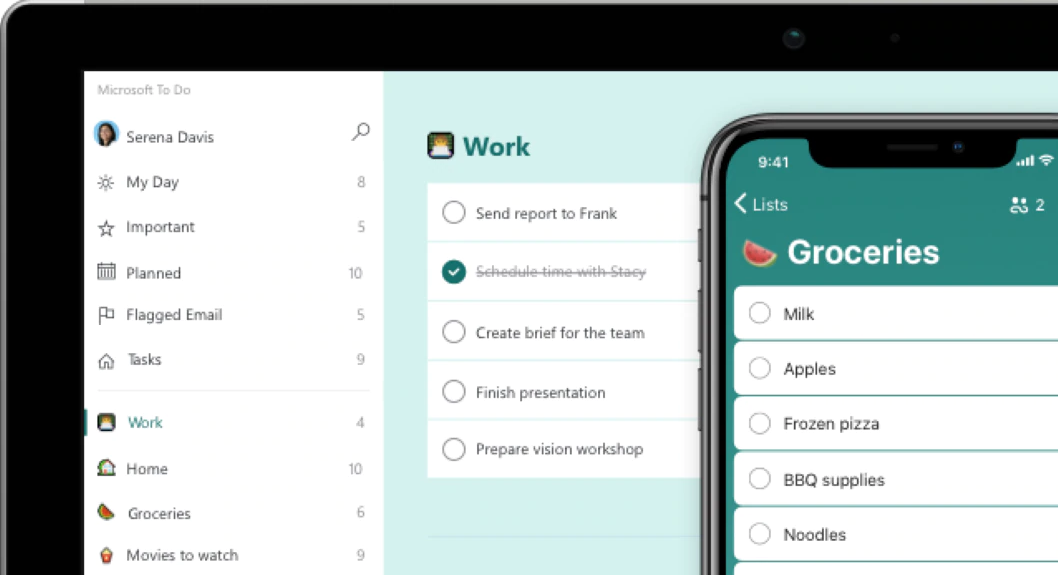 Microsoft To Do
Serena Davis
My Day 8
Important 5
Planned 10
Flagged Email 5
Tasks 9
Work 4
Home 10
Groceries 6
Movies to watch 9
Work
Send report to Frank
Schedule time with Stacy
Create brief for the team
Finish presentation
Prepare vision workshop
9:41
Lists 2
Groceries
Milk
Apples
Frozen pizza
BBQ supplies
Noodles